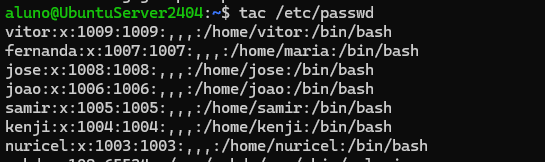 aluno@UbuntuServer2404:~$ tac /etc/passwd
vitor:x:1009:1009:,,,:/home/vitor:/bin/bash
fernanda:x:1007:1007:,,,:/home/maria:/bin/bash
jose:x:1008:1008:,,,:/home/jose:/bin/bash
joao:x:1006:1006:,,,:/home/joao:/bin/bash
samir:x:1005:1005:,,,:/home/samir:/bin/bash
kenji:x:1004:1004:,,,:/home/kenji:/bin/bash
nuricel:x:1003:1003:,,,:/home/nuricel:/bin/bash